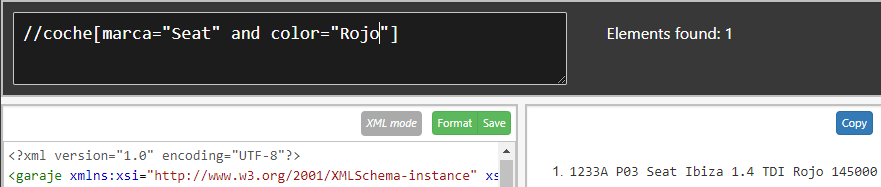 //coche[marca="Seat" and color="Rojo"]
Elements found: 1
XML mode
Format
Save
Copy
<?xml version="1.0" encoding="UTF-8"?>
<garaje xmlns:xsi="http://www.w3.org/2001/XMLSchema-instance" xs
1. 1233A P03 Seat Ibiza 1.4 TDI Rojo 145000